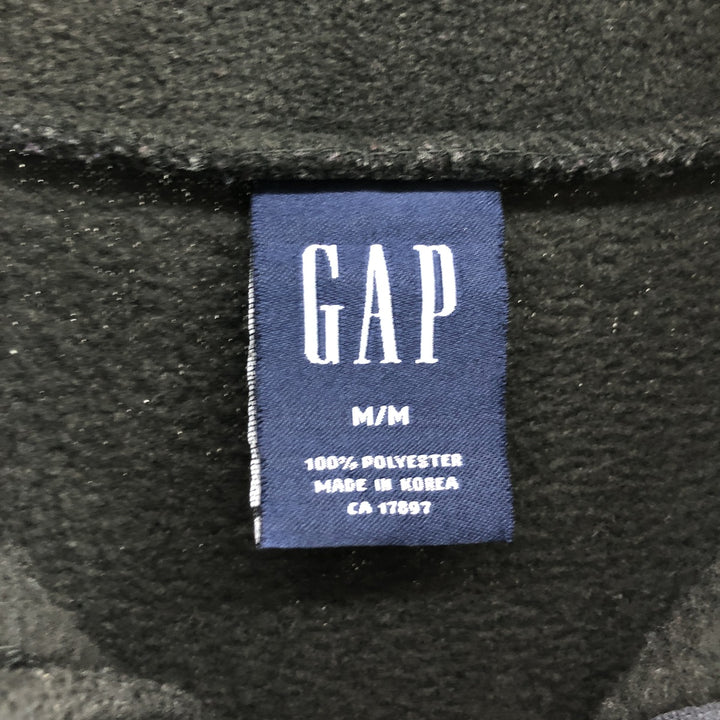 GAP
M/M
100% POLYESTER
MADE IN KOREA
CA 17897